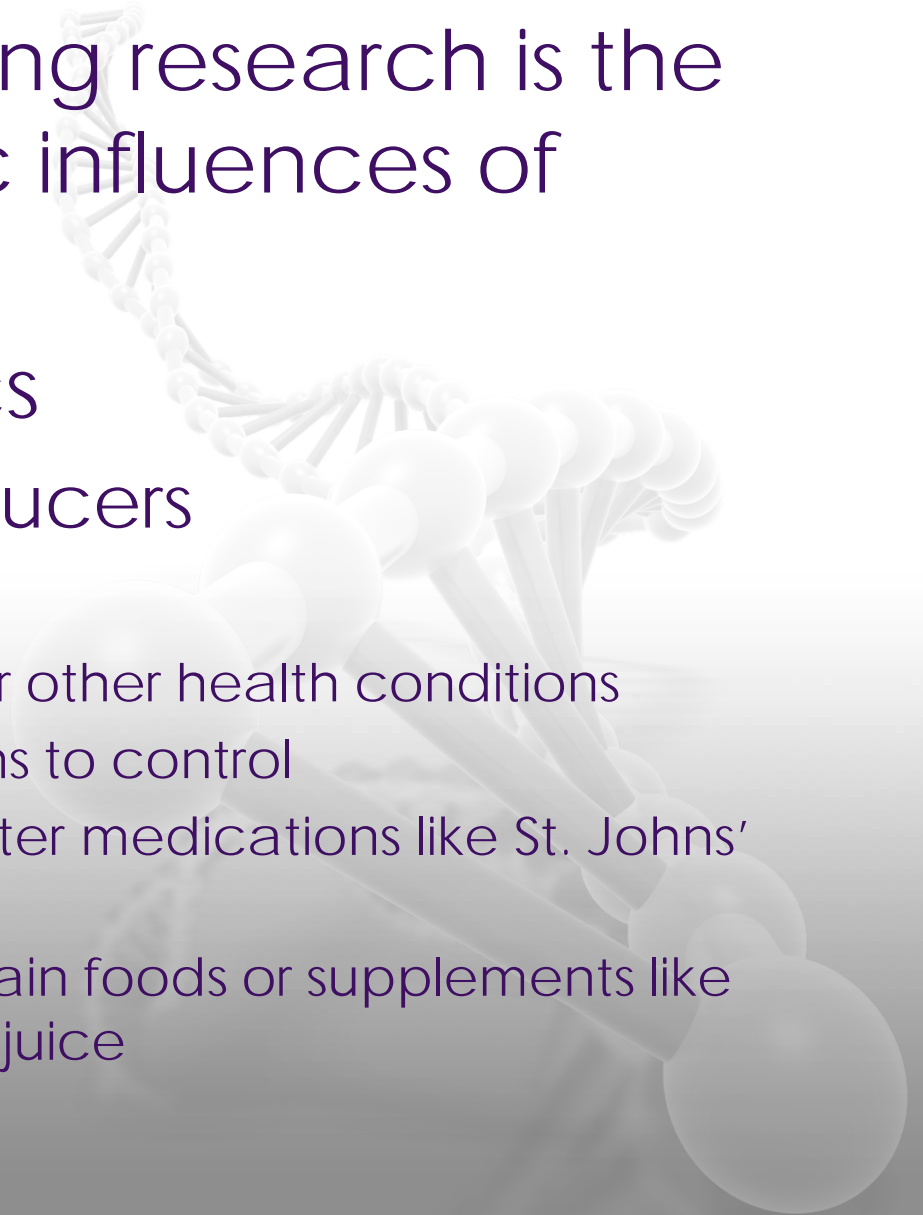 ng research is the
c influences of
cs
ucers
r other health conditions
ns to control
ter medications like St. Johns’
ain foods or supplements like
juice